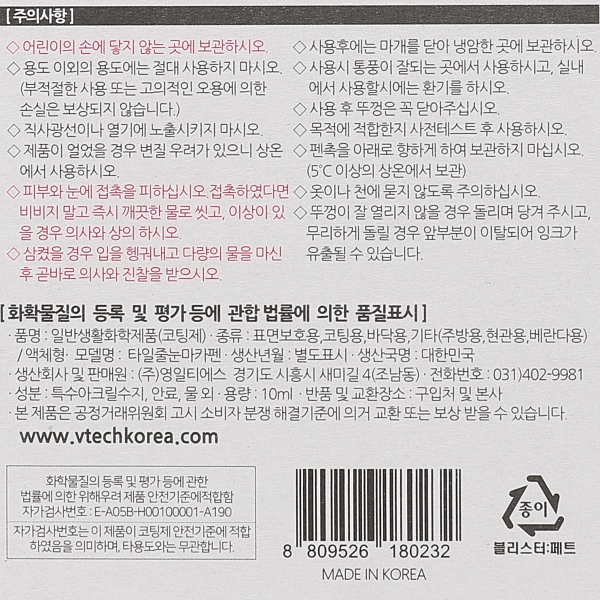 [ 주의사항 ]
◇ 어린이의 손에 닿지 않는 곳에 보관하시오.
◇ 용도 이외의 용도에는 절대 사용하지 마시오.
(부적절한 사용 또는 고의적인 오용에 의한
손실은 보상되지 않습니다.)
◇ 직사광선이나 열기에 노출시키지 마시오.
◇ 제품이 얼었을 경우 변질 우려가 있으니 상온
에서 사용하시오.
◇ 피부와 눈에 접촉을 피하십시오.접촉하였다면
비비지 말고 즉시 깨끗한 물로 씻고, 이상이 있
을 경우 의사와 상의 하시오.
◇ 삼켰을 경우 입을 헹궈내고 다량의 물을 마신
후 곧바로 의사와 진찰을 받으시오.
◇ 사용후에는 마개를 닫아 냉암한 곳에 보관하시오.
◇ 사용시 통풍이 잘되는 곳에서 사용하시고, 실내
에서 사용할시에는 환기를 하시오.
◇ 사용 후 뚜껑은 꼭 닫아주십시오.
◇ 목적에 적합한지 사전테스트 후 사용하시오.
◇ 펜촉을 아래로 향하게 하여 보관하지 마십시오.
(5℃ 이상의 상온에서 보관)
◇ 옷이나 천에 묻지 않도록 주의하십시오.
◇ 뚜껑이 잘 열리지 않을 경우 돌리며 당겨 주시고,
무리하게 돌릴 경우 앞부분이 이탈되어 잉크가
유출될 수 있습니다.
[ 화학물질의 등록 및 평가 등에 관합 법률에 의한 품질표시 ]
· 품명 : 일반생활화학제품(코팅제) · 종류 : 표면보호용,코팅용,바닥용,기타(주방용,현관용,베란다용)
/ 액체형· 모델명 : 타일줄눈마카펜 · 생산년월 : 별도표시 · 생산국명 : 대한민국
· 생산회사 및 판매원 : (주)영일티에스 경기도 시흥시 새미길 4(조남동) · 전화번호 : 031)402-9981
· 성분 : 특수아크릴수지, 안료, 물 외 · 용량 : 10ml · 반품 및 교환장소 : 구입처 및 본사
· 본 제품은 공정거래위원회 고시 소비자 분쟁 해결기준에 의거 교환 또는 보상 받을 수 있습니다.
www.vtechkorea.com
화학물질의 등록 및 평가 등에 관한
법률에 의한 위해우려 제품 안전기준에적합함
자가검사번호 : E-A05B-H00100001-A190
자가검사번호는 이 제품이 코팅제 안전기준에 적합
하였음을 의미하며, 타용도와는 무관합니다.
8 809526 180232
MADE IN KOREA
종이
블리스터:페트